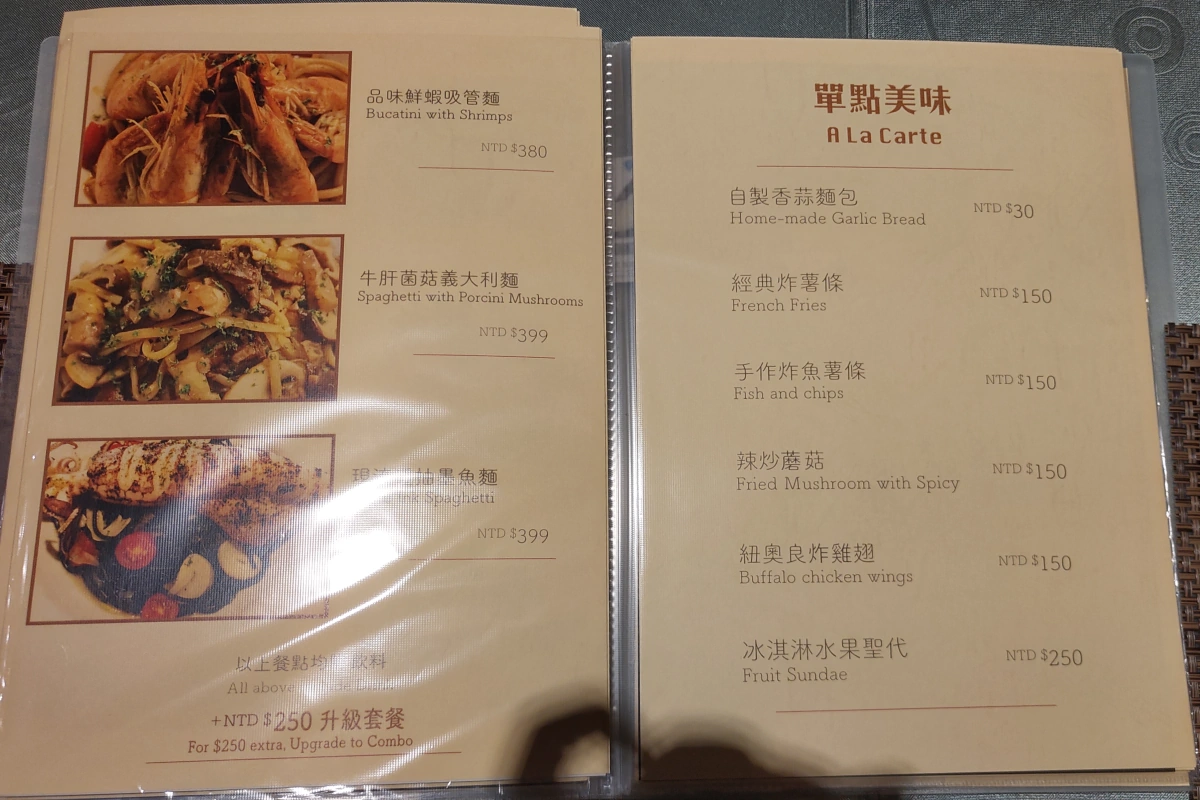 品味鮮蝦吸管麵
Bucatini with Shrimps
NTD $380
牛肝菌菇義大利麵
Spaghetti with Porcini Mushrooms
NTD $399
墨魚麵
Spaghetti
NTD $399
以上餐點均 飲料
All above
+NTD $250 升級套餐
For $250 extra, Upgrade to Combo
單點美味
A La Carte
自製香蒜麵包
Home-made Garlic Bread
NTD $30
經典炸薯條
French Fries
NTD $150
手作炸魚薯條
Fish and chips
NTD $150
辣炒蘑菇
Fried Mushroom with Spicy
NTD $150
紐奧良炸雞翅
Buffalo chicken wings
NTD $150
冰淇淋水果聖代
Fruit Sundae
NTD $250